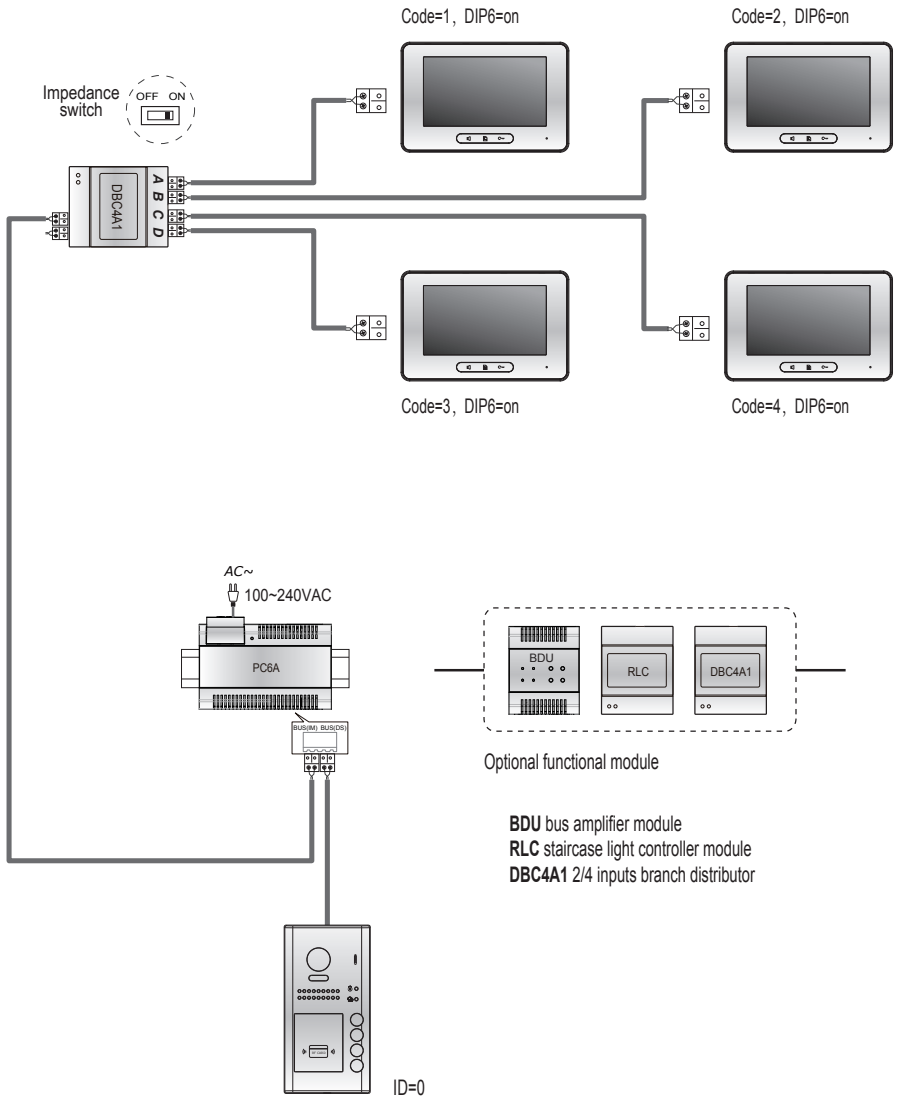 Code=1, DIP6=on
Code=2, DIP6=on
Impedance
switch
OFF ON
DBC4A1
A
B
C
D
Code=3, DIP6=on
Code=4, DIP6=on
AC~
100~240VAC
PC6A
BUS(IM) BUS(DS)
BDU
RLC
DBC4A1
Optional functional module
BDU bus amplifier module
RLC staircase light controller module
DBC4A1 2/4 inputs branch distributor
ID=0